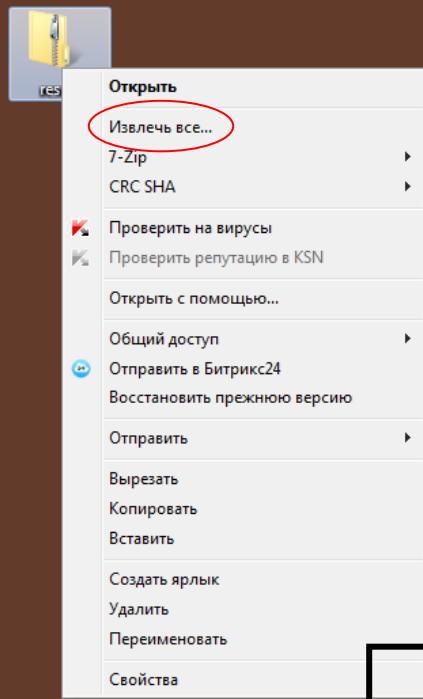 res
Открыть
Извлечь все...
7-Zip
CRC SHA
Проверить на вирусы
Проверить репутацию в KSN
Открыть с помощью...
Общий доступ
Отправить в Битрикс24
Восстановить прежнюю версию
Отправить
Вырезать
Копировать
Вставить
Создать ярлык
Удалить
Переименовать
Свойства